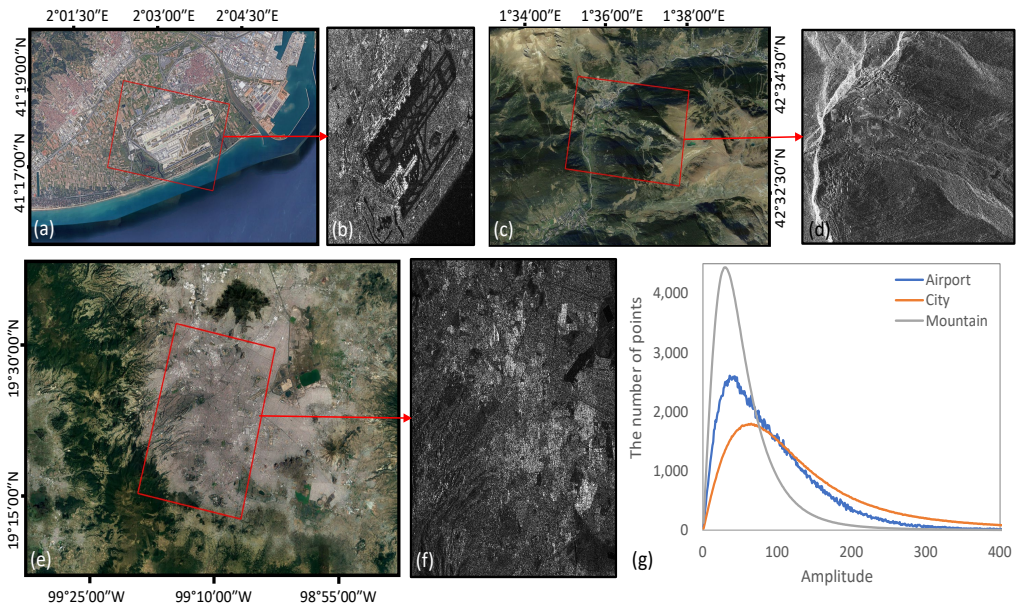 2°01′30″E 2°03′00″E 2°04′30″E
1°34′00″E 1°36′00″E 1°38′00″E
41°19′00″N
41°17′00″N
(a)
(b)
(c)
42°34′30″N
42°32′30″N
(d)
19°30′00″N
19°15′00″N
(e)
99°25′00″W 99°10′00″W 98°55′00″W
(f)
The number of points
4,000
3,000
2,000
1,000
0
Airport
City
Mountain
(g)
0 100 200 300 400
Amplitude